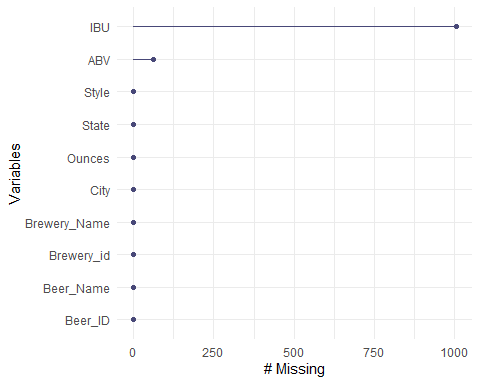 IBU
ABV
Style
State
Ounces
City
Brewery_Name
Brewery_id
Beer_Name
Beer_ID
Variables
0 250 500 750 1000
# Missing